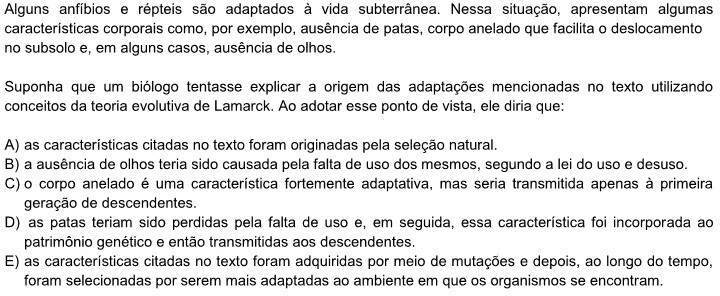 Alguns anfíbios e répteis são adaptados à vida subterrânea. Nessa situação, apresentam algumas
características corporais como, por exemplo, ausência de patas, corpo anelado que facilita o deslocamento
no subsolo e, em alguns casos, ausência de olhos.
Suponha que um biólogo tentasse explicar a origem das adaptações mencionadas no texto utilizando
conceitos da teoria evolutiva de Lamarck. Ao adotar esse ponto de vista, ele diria que:
A) as características citadas no texto foram originadas pela seleção natural.
B) a ausência de olhos teria sido causada pela falta de uso dos mesmos, segundo a lei do uso e desuso.
C) o corpo anelado é uma característica fortemente adaptativa, mas seria transmitida apenas à primeira
geração de descendentes.
D) as patas teriam sido perdidas pela falta de uso e, em seguida, essa característica foi incorporada ao
patrimônio genético e então transmitidas aos descendentes.
E) as características citadas no texto foram adquiridas por meio de mutações e depois, ao longo do tempo,
foram selecionadas por serem mais adaptadas ao ambiente em que os organismos se encontram.